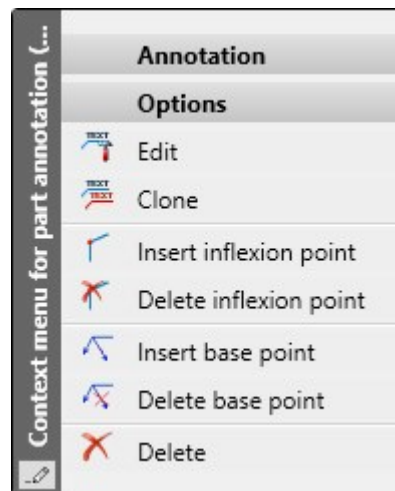 Context menu for part annotation (...
Annotation
Options
Edit
Clone
Insert inflexion point
Delete inflexion point
Insert base point
Delete base point
Delete